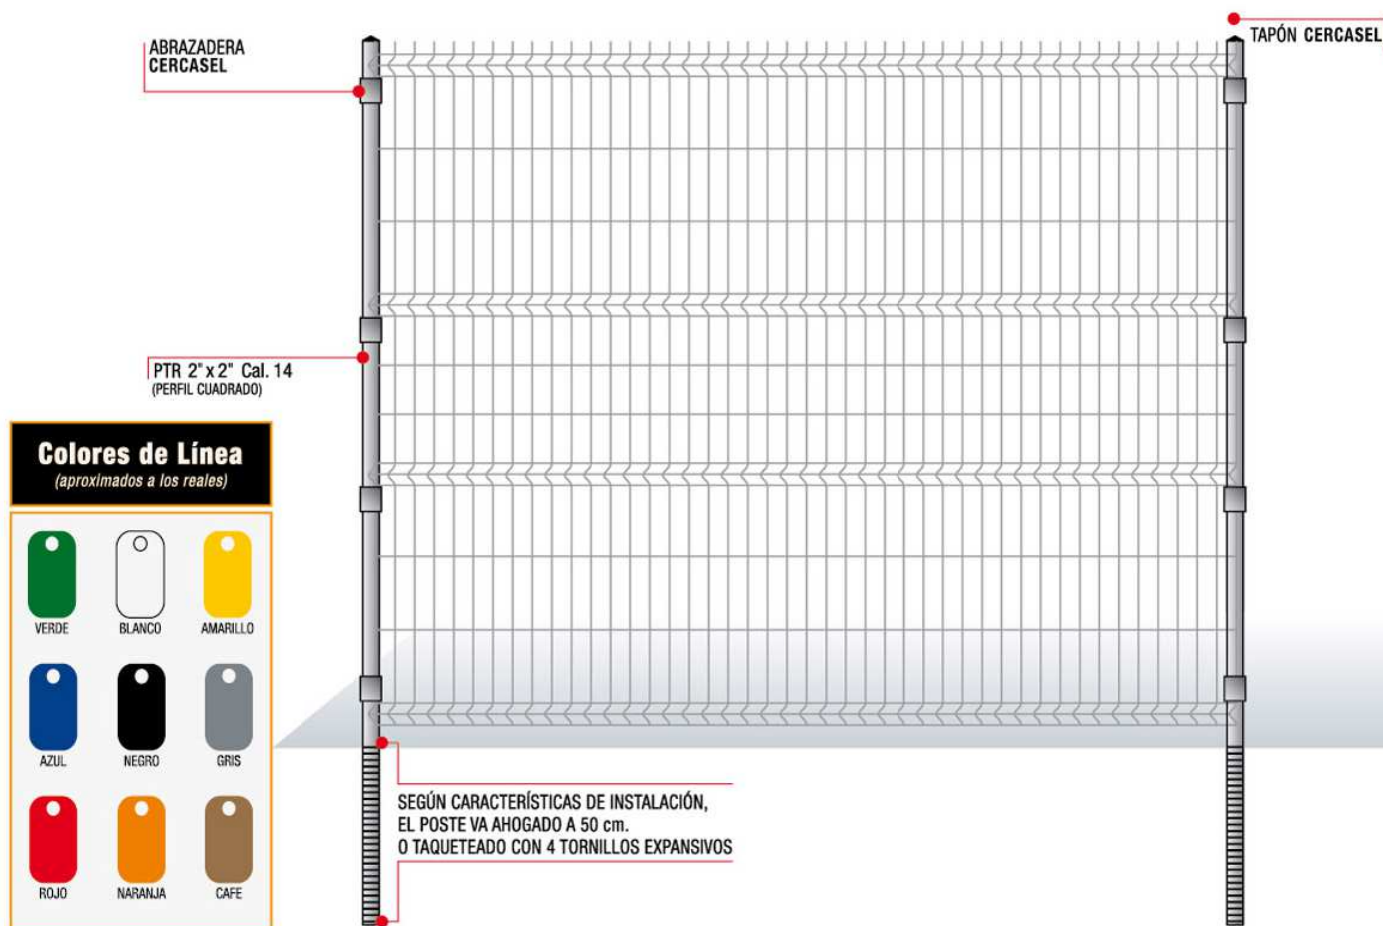 ABRAZADERA
CERCASEL
TAPÓN CERCASEL
PTR 2" x 2" Cal. 14
(PERFIL CUADRADO)
Colores de Línea
(aproximados a los reales)
VERDE
BLANCO
AMARILLO
AZUL
NEGRO
GRIS
ROJO
NARANJA
CAFE
SEGÚN CARACTERÍSTICAS DE INSTALACIÓN,
EL POSTE VA AHOGADO A 50 cm.
O TAQUETEADO CON 4 TORNILLOS EXPANSIVOS